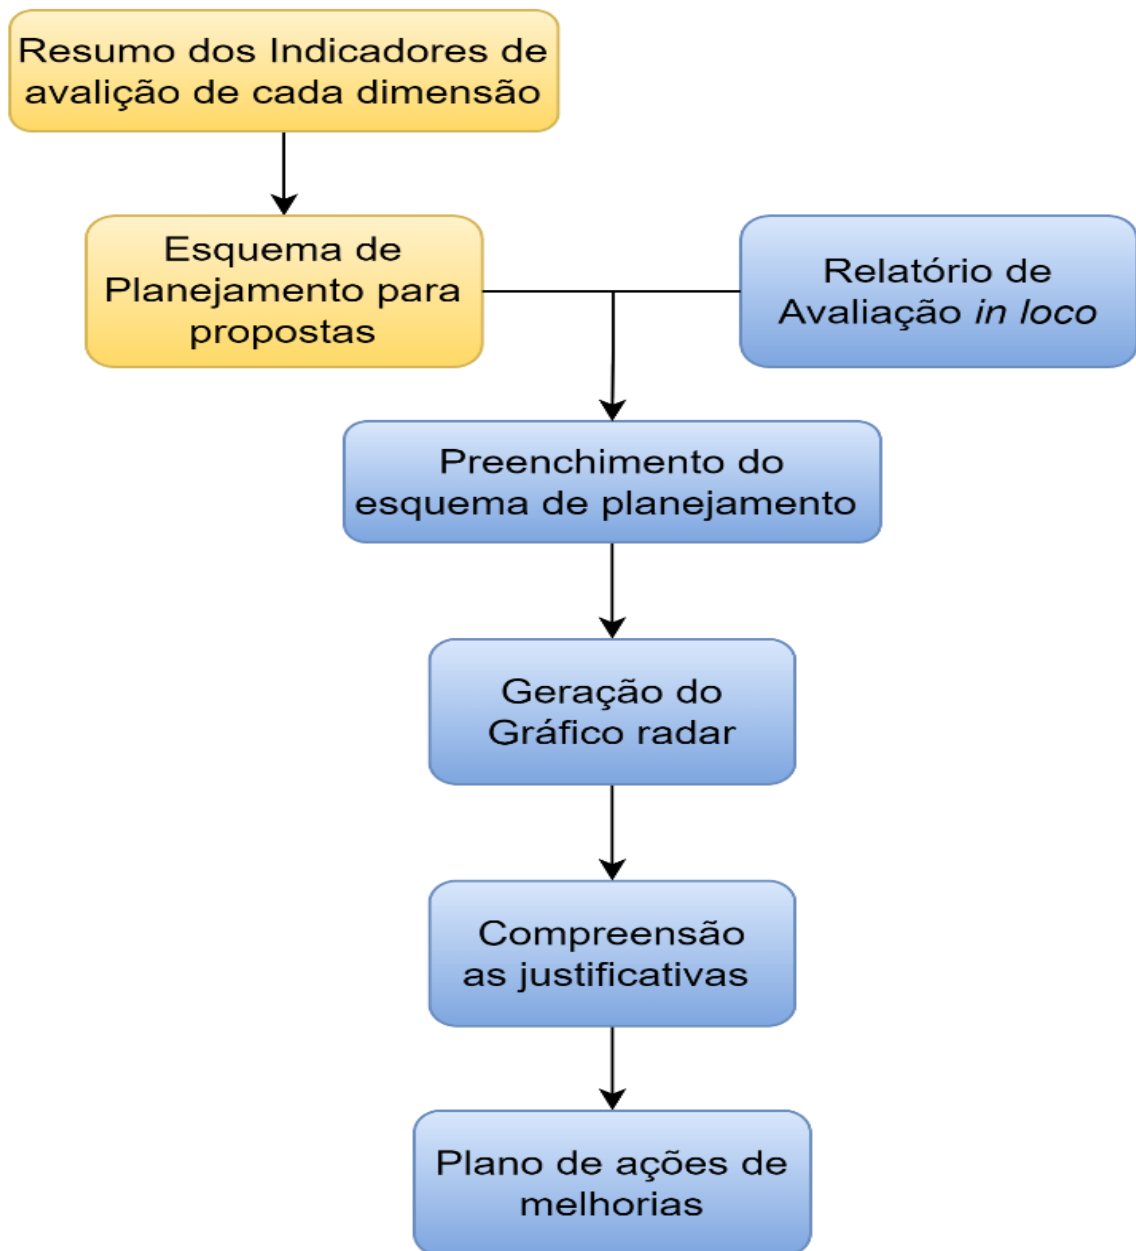 Resumo dos Indicadores de
avalição de cada dimensão
Esquema de
Planejamento para
propostas
Relatório de
Avaliação in loco
Preenchimento do
esquema de planejamento
Geração do
Gráfico radar
Compreensão
as justificativas
Plano de ações de
melhorias